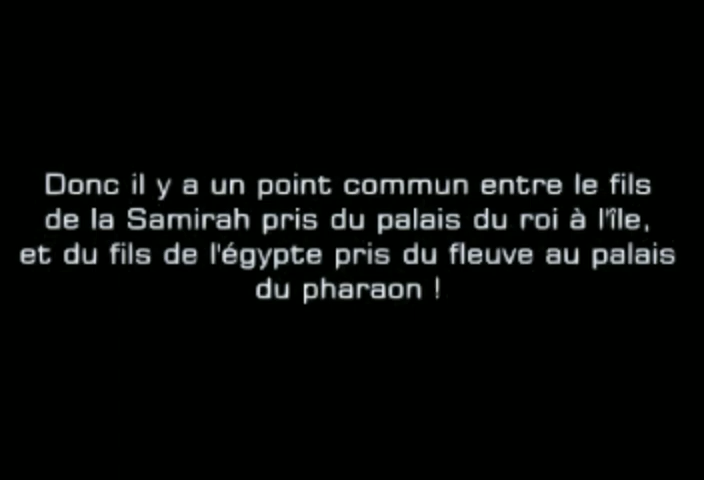 Donc il y a un point commun entre le fils
de la Samirah pris du palais du roi à l'île,
et du fils de l'égypte pris du fleuve au palais
du pharaon !